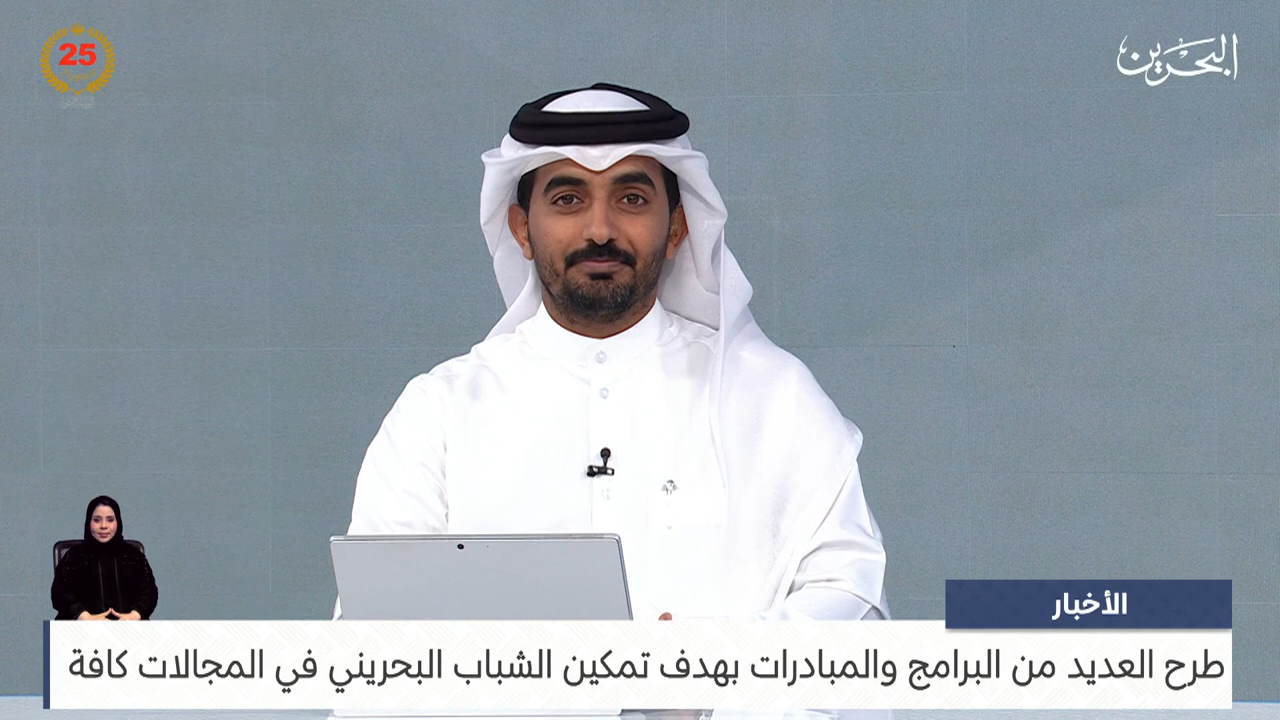 25
البحرين
الأخبار
طرح العديد من البرامج والمبادرات بهدف تمكين الشباب البحريني في المجالات كافة